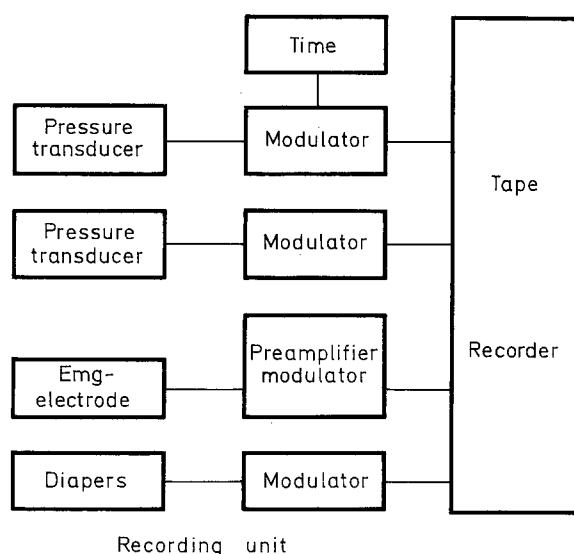 Time
Pressure
transducer
Modulator
Tape
Pressure
transducer
Modulator
Preamplifier
modulator
Recorder
Emg-
electrode
Diapers
Modulator
Recording unit